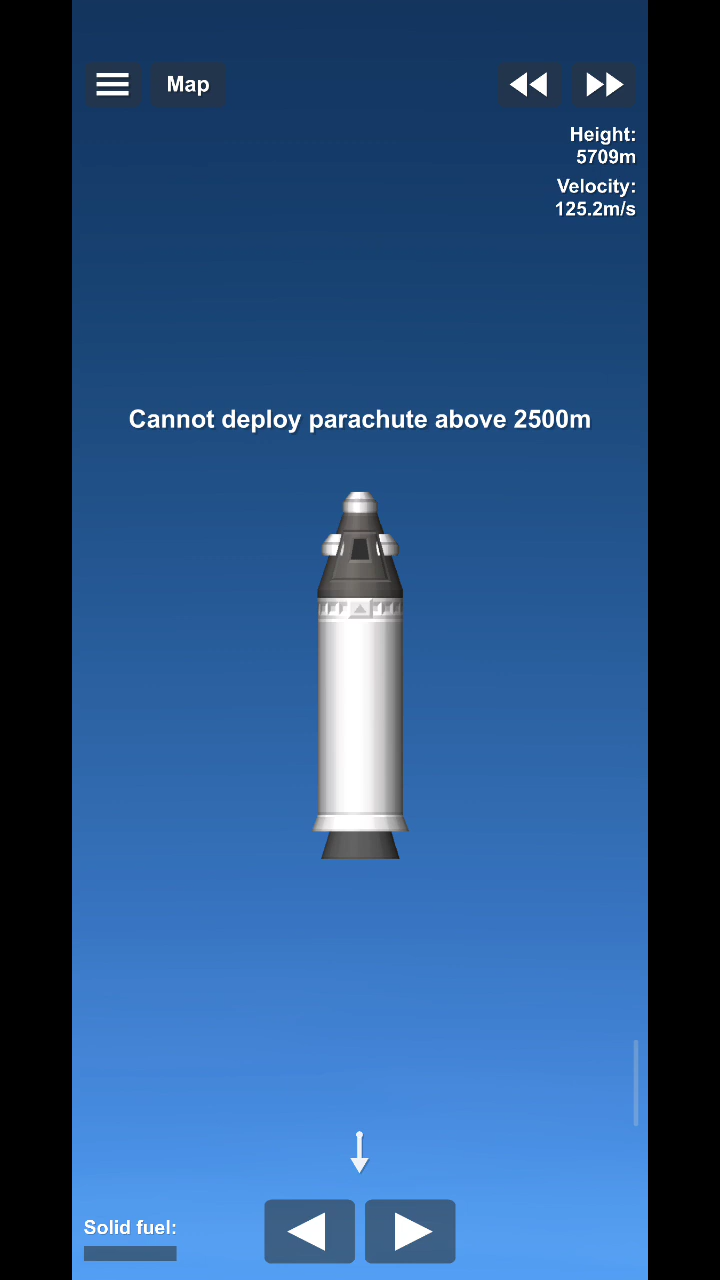 Map
Height:
5709m
Velocity:
125.2m/s
Cannot deploy parachute above 2500m
Solid fuel: